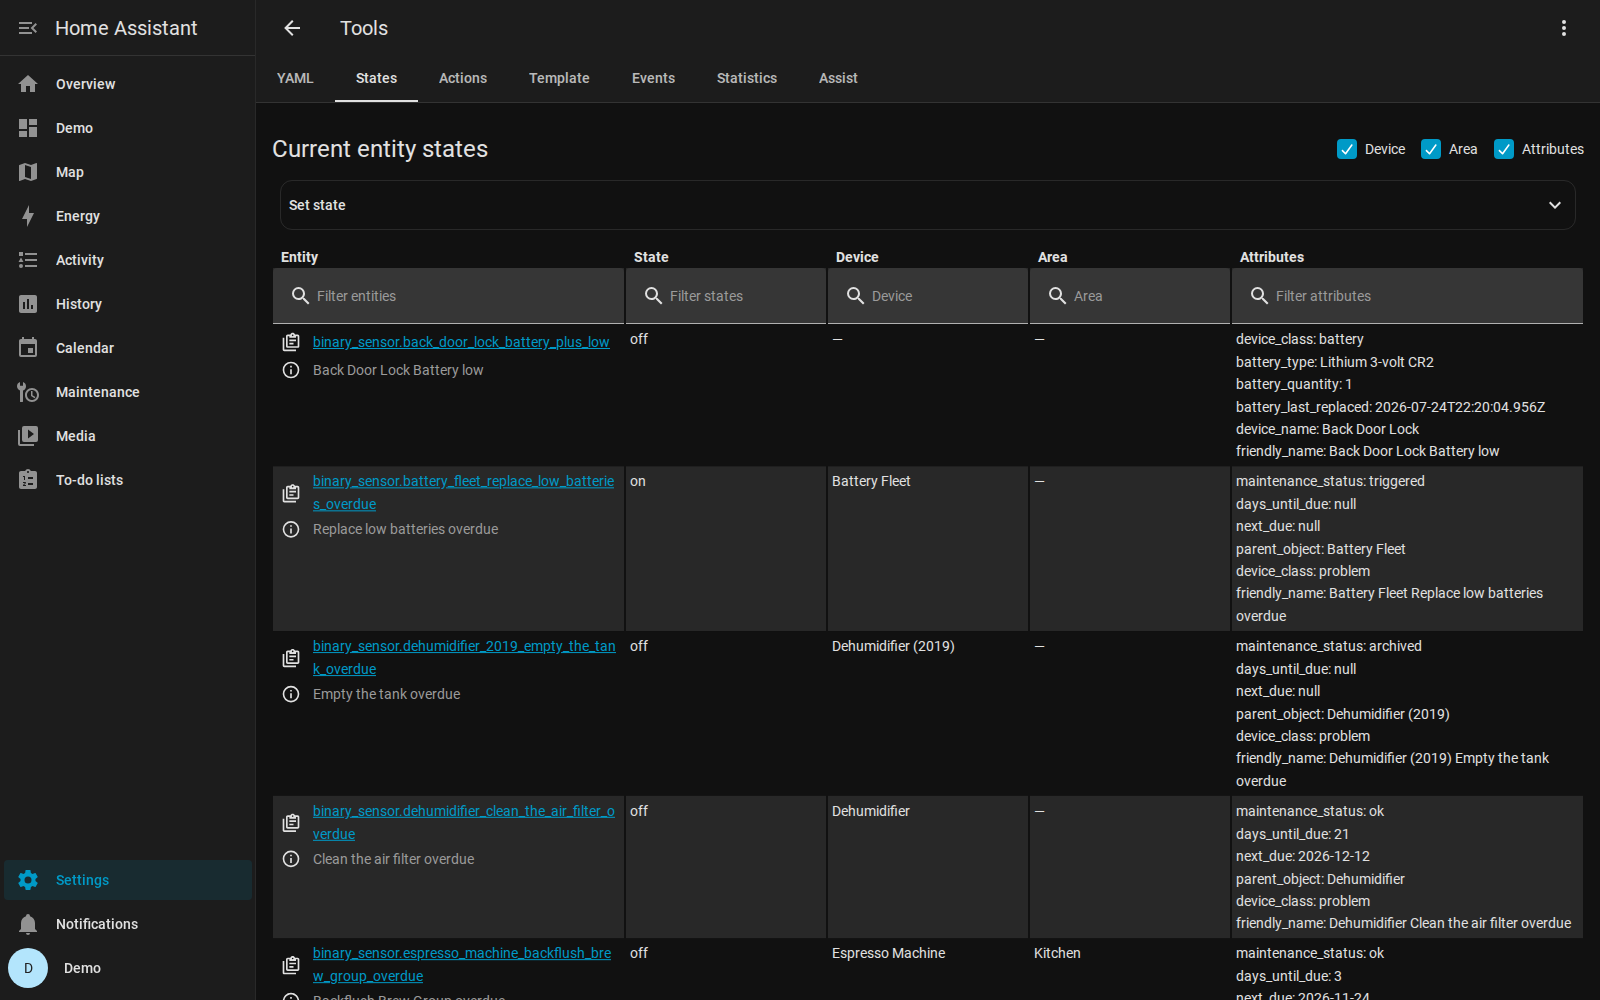 Home Assistant
Tools
YAML States Actions Template Events Statistics Assist
Overview
Demo
Map
Energy
Activity
History
Calendar
Maintenance
Media
To-do lists
Settings
Notifications
D Demo
Current entity states
Device Area Attributes
Set state
Entity State Device Area Attributes
Filter entities Filter states Device Area Filter attributes
binary_sensor.back_door_lock_battery_plus_low
Back Door Lock Battery low
off
—
—
device_class: battery
battery_type: Lithium 3-volt CR2
battery_quantity: 1
battery_last_replaced: 2026-07-24T22:20:04.956Z
device_name: Back Door Lock
friendly_name: Back Door Lock Battery low
binary_sensor.battery_fleet_replace_low_batterie
s_overdue
Replace low batteries overdue
on
Battery Fleet
—
maintenance_status: triggered
days_until_due: null
next_due: null
parent_object: Battery Fleet
device_class: problem
friendly_name: Battery Fleet Replace low batteries
overdue
binary_sensor.dehumidifier_2019_empty_the_tan
k_overdue
Empty the tank overdue
off
Dehumidifier (2019)
—
maintenance_status: archived
days_until_due: null
next_due: null
parent_object: Dehumidifier (2019)
device_class: problem
friendly_name: Dehumidifier (2019) Empty the tank
overdue
binary_sensor.dehumidifier_clean_the_air_filter_o
verdue
Clean the air filter overdue
off
Dehumidifier
—
maintenance_status: ok
days_until_due: 21
next_due: 2026-12-12
parent_object: Dehumidifier
device_class: problem
friendly_name: Dehumidifier Clean the air filter overdue
binary_sensor.espresso_machine_backflush_bre
w_group_overdue
Backflush Brew Group overdue
off
Espresso Machine
Kitchen
maintenance_status: ok
days_until_due: 3
next_due: 2026-11-24